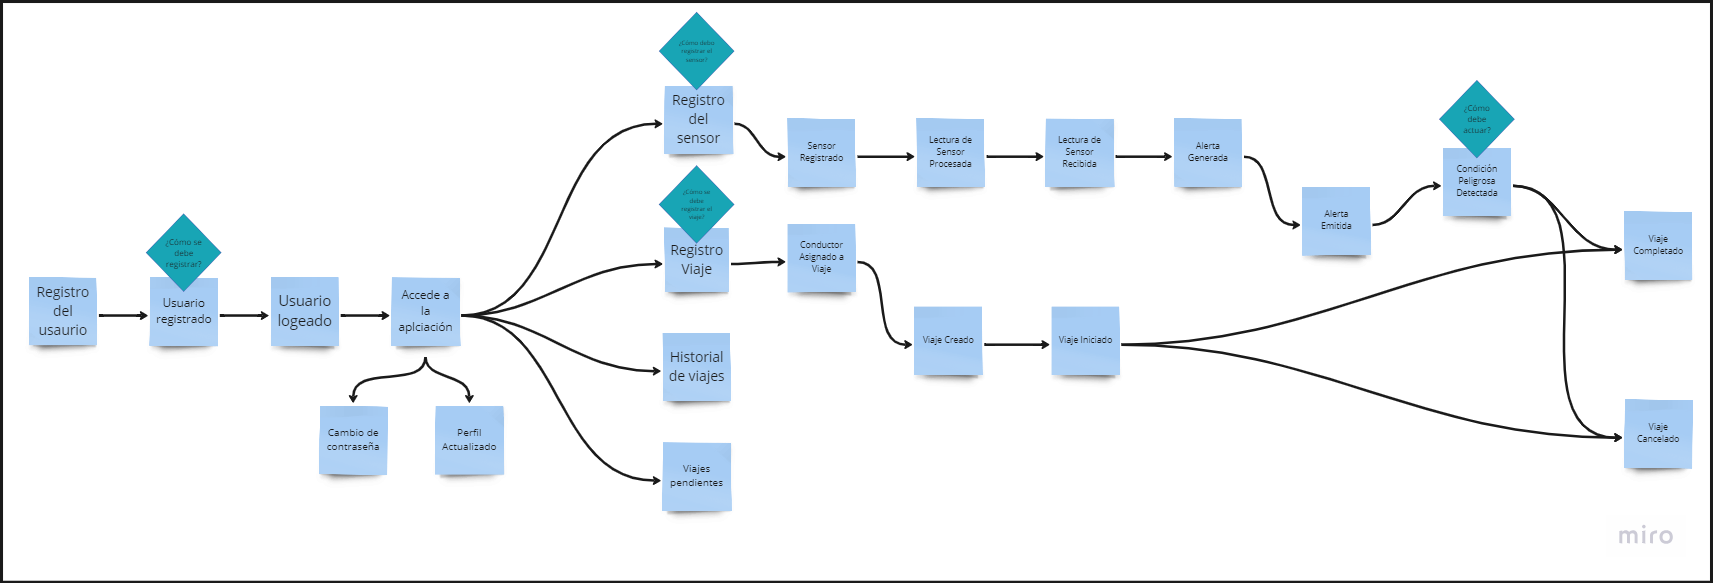 ¿Cómo debo
registrar el
sensor?
Registro
del
sensor
Sensor
Registrado
Lectura de
Sensor
Procesada
Lectura de
Sensor
Recibida
Alerta
Generada
Alerta
Emitida
¿Cómo
debe
actuar?
Condición
Peligrosa
Detectada
¿Cómo se
debe
registrar el
viaje?
Registro
Viaje
Conductor
Asignado a
Viaje
Viaje Creado
Viaje Iniciado
Viaje
Completado
Viaje
Cancelado
Registro
del
usaurio
¿Cómo se
debe
registrar?
Usuario
registrado
Usuario
logeado
Accede a
la
aplciación
Cambio de
contraseña
Perfil
Actualizado
Historial
de viajes
Viajes
pendientes
miro